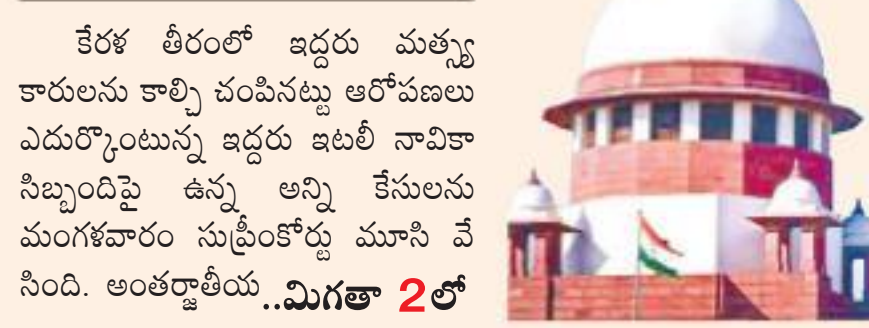 కేరళ తీరంలో ఇద్దరు మత్స్య
కారులను కాల్చి చంపినట్టు ఆరోపణలు
ఎదుర్కొంటున్న ఇద్దరు ఇటలీ నావికా
సిబ్బందిపై ఉన్న అన్ని కేసులను
మంగళవారం సుప్రీంకోర్టు మూసి వే
సింది. అంతర్జాతీయ..మిగతా 2లో